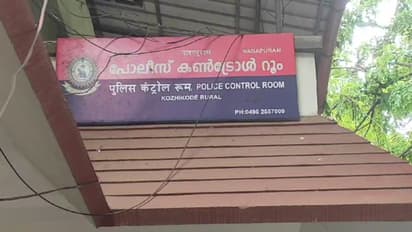 നാദാപുരം NADAPURAM
പോലീസ് കൺട്രോൾ റൂം
पुलिस कंट्रोल रूम, POLICE CONTROL ROOM
KOZHIKODE RURAL
PH:0496 2557009